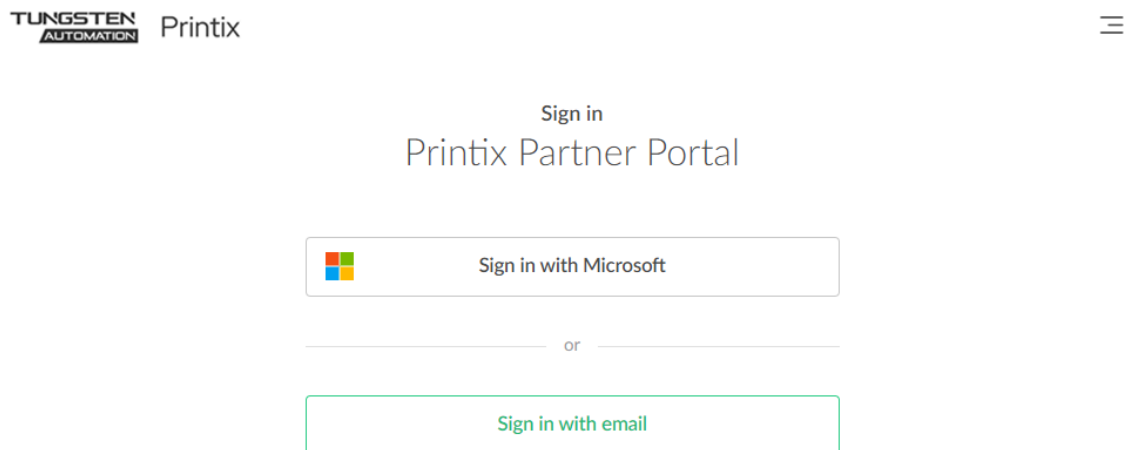 TUNGSTEN
AUTOMATION
Printix
Sign in
Printix Partner Portal
Sign in with Microsoft
or
Sign in with email